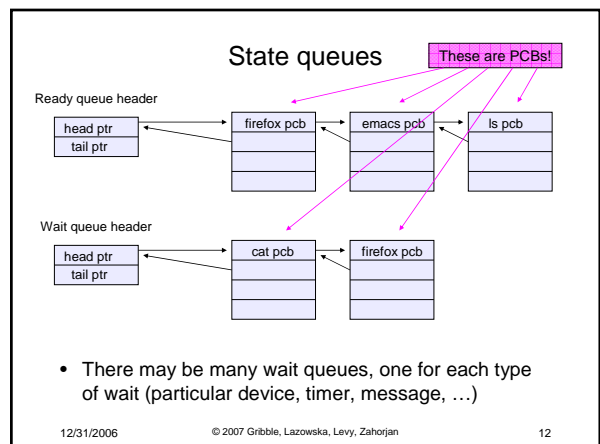 State queues
These are PCBs!
Ready queue header
head ptr
tail ptr
firefox pcb
emacs pcb
ls pcb
Wait queue header
head ptr
tail ptr
cat pcb
firefox pcb
• There may be many wait queues, one for each type
of wait (particular device, timer, message, …)
12/31/2006
© 2007 Gribble, Lazowska, Levy, Zahorjan
12